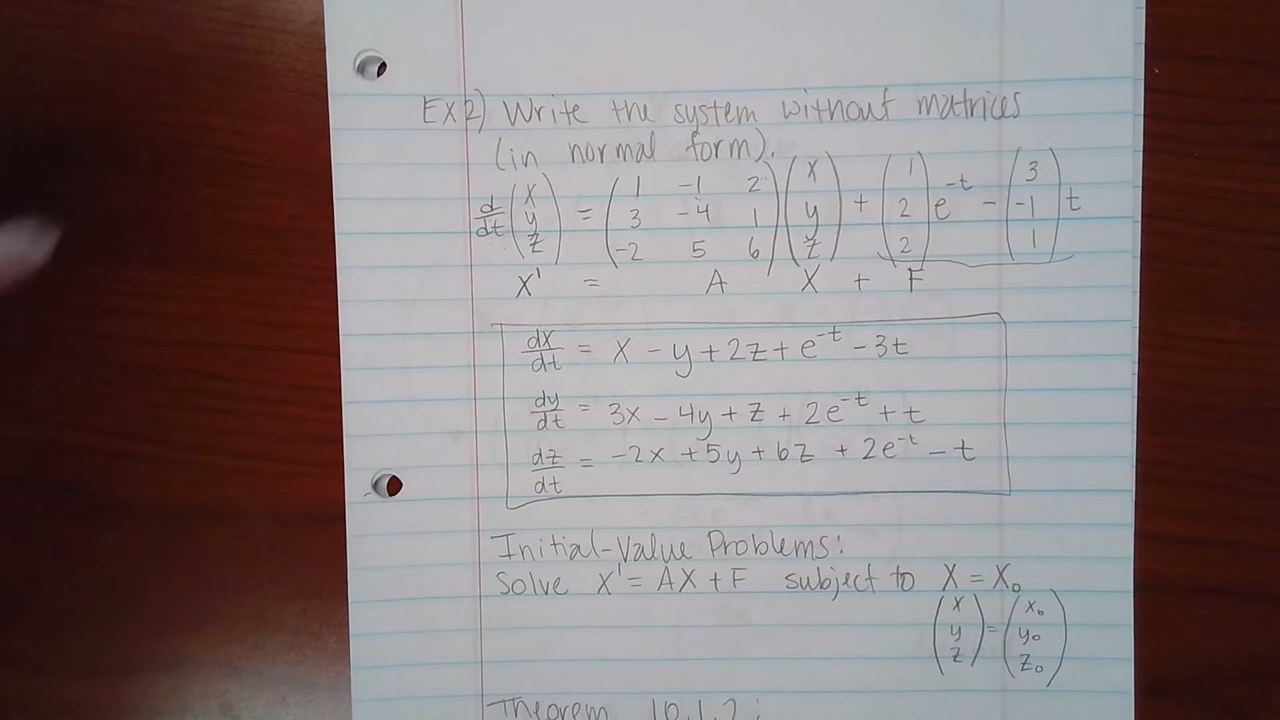 Ex 2) Write the system without matrices
(in normal form).
d/dt (x y z) = (1 -1 2 3 -4 1 -2 5 6) (x y z) + (1 2 2) e^-t - (3 -1 1) t
X' = A X + F
dx/dt = x - y + 2z + e^-t - 3t
dy/dt = 3x - 4y + z + 2e^-t + t
dz/dt = -2x + 5y + 6z + 2e^-t - t
Initial-Value Problems:
Solve X' = AX + F subject to X = X₀
(x y z) = (x₀ y₀ z₀)
Theorem 10.1.2: